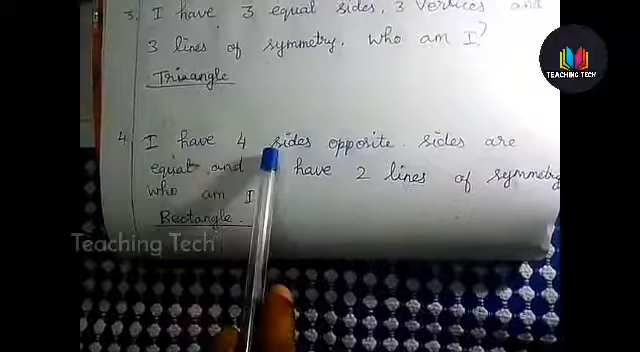 3. I have 3 equal sides, 3 vertices and
3 lines of symmetry. Who am I?
Triangle
4. I have 4 sides opposite. sides are
equal and have 2 lines of symmetry
who am I
Rectangle.
TEACHING TECH
Teaching Tech